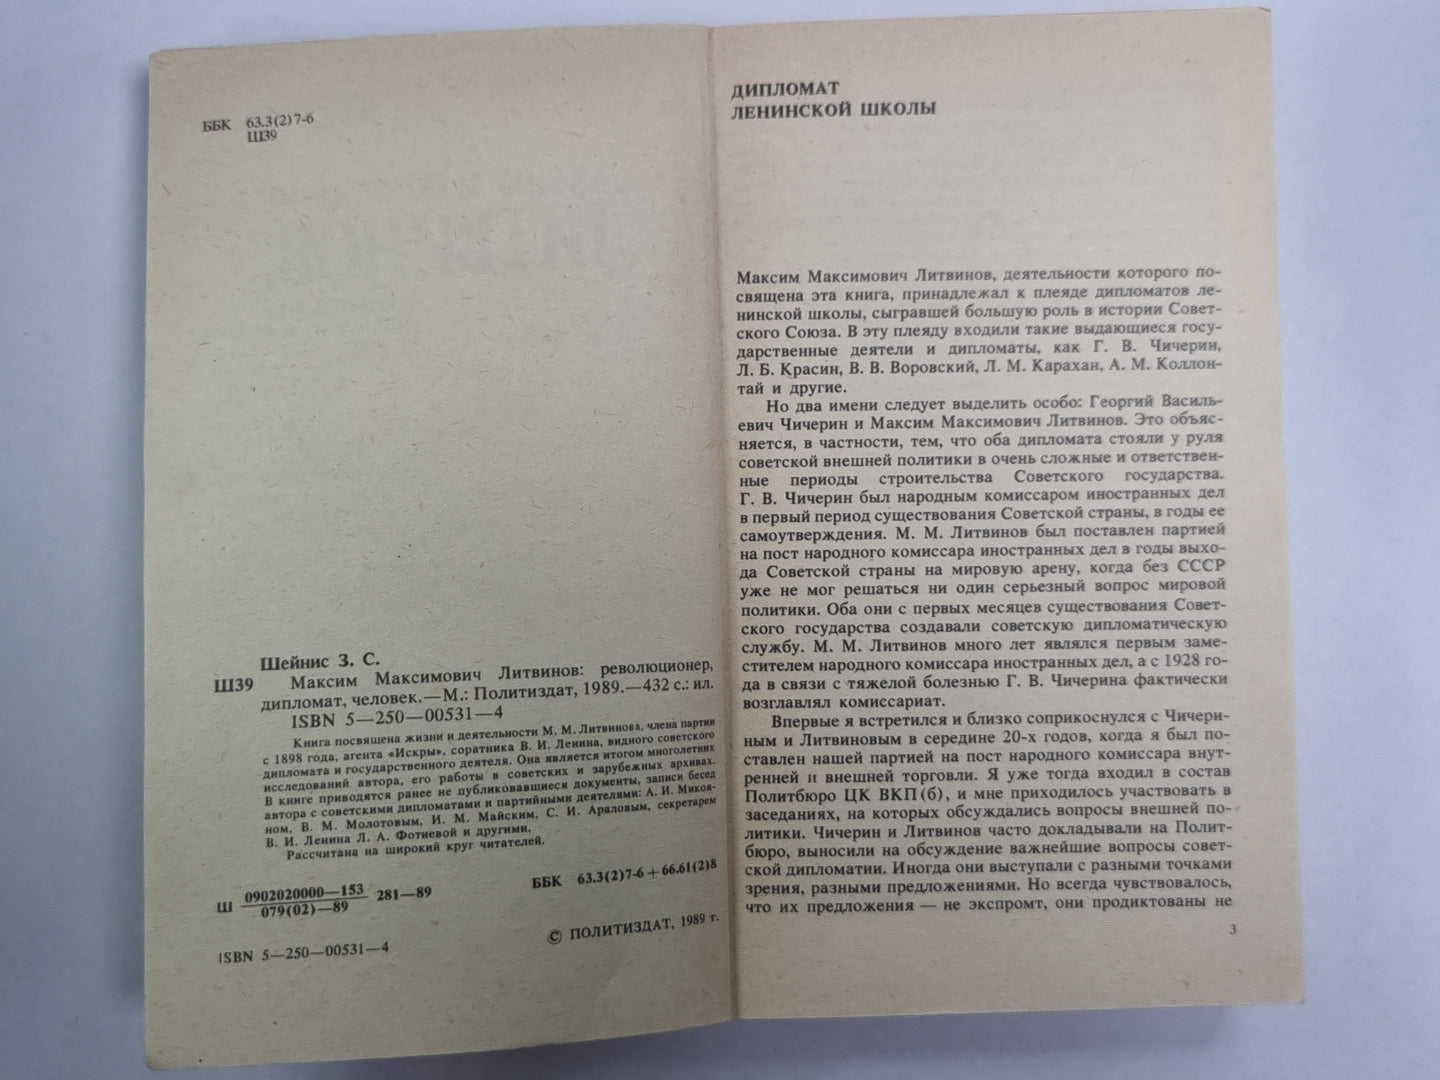 ББК 63.3(2)7-6
Ш39
Шейнис З. С.
Ш39 Максим Максимович Литвинов: революционер,
дипломат, человек.—М.: Политиздат, 1989.—432 с.: ил.
ISBN 5—250—00531—4
Книга посвящена жизни и деятельности М. М. Литвинова, члена партии
с 1898 года, агента «Искры», соратника В. И. Ленина, видного советского
дипломата и государственного деятеля. Она является итогом многолетних
исследований автора, его работы в советских и зарубежных архивах.
В книге приводятся ранее не публиковавшиеся документы, записи бесед
автора с советскими дипломатами и партийными деятелями: А. И. Микоя-
ном, В. М. Молотовым, И. М. Майским, С. И. Араловым, секретарем
В. И. Ленина Л. А. Фотиевой и другими.
Рассчитана на широкий круг читателей.
Ш 0902020000—153 281—89
079(02)—89
ББК 63.3(2)7-6+66.61(2)8
ISBN 5—250—00531—4
© ПОЛИТИЗДАТ, 1989 г.
ДИПЛОМАТ
ЛЕНИНСКОЙ ШКОЛЫ
Максим Максимович Литвинов, деятельности которого по-
священа эта книга, принадлежал к плеяде дипломатов ле-
нинской школы, сыгравшей большую роль в истории Совет-
ского Союза. В эту плеяду входили такие выдающиеся госу-
дарственные деятели и дипломаты, как Г. В. Чичерин,
Л. Б. Красин, В. В. Воровский, Л. М. Карахан, А. М. Коллон-
тай и другие.
Но два имени следует выделить особо: Георгий Василь-
евич Чичерин и Максим Максимович Литвинов. Это объяс-
няется, в частности, тем, что оба дипломата стояли у руля
советской внешней политики в очень сложные и ответствен-
ные периоды строительства Советского государства.
Г. В. Чичерин был народным комиссаром иностранных дел
в первый период существования Советской страны, в годы ее
самоутверждения. М. М. Литвинов был поставлен партией
на пост народного комиссара иностранных дел в годы выхо-
да Советской страны на мировую арену, когда без СССР
уже не мог решаться ни один серьезный вопрос мировой
политики. Оба они с первых месяцев существования Совет-
ского государства создавали советскую дипломатическую
службу. М. М. Литвинов много лет являлся первым заме-
стителем народного комиссара иностранных дел, а с 1928 го-
да в связи с тяжелой болезнью Г. В. Чичерина фактически
возглавлял комиссариат.
Впервые я встретился и близко соприкоснулся с Чичери-
ным и Литвиновым в середине 20-х годов, когда я был по-
ставлен нашей партией на пост народного комиссара внут-
ренней и внешней торговли. Я уже тогда входил в состав
Политбюро ЦК ВКП(б), и мне приходилось участвовать в
заседаниях, на которых обсуждались вопросы внешней по-
литики. Чичерин и Литвинов часто докладывали на Полит-
бюро, выносили на обсуждение важнейшие вопросы совет-
ской дипломатии. Иногда они выступали с разными точками
зрения, разными предложениями. Но всегда чувствовалось,
что их предложения — не экспромт, они продиктованы не
3